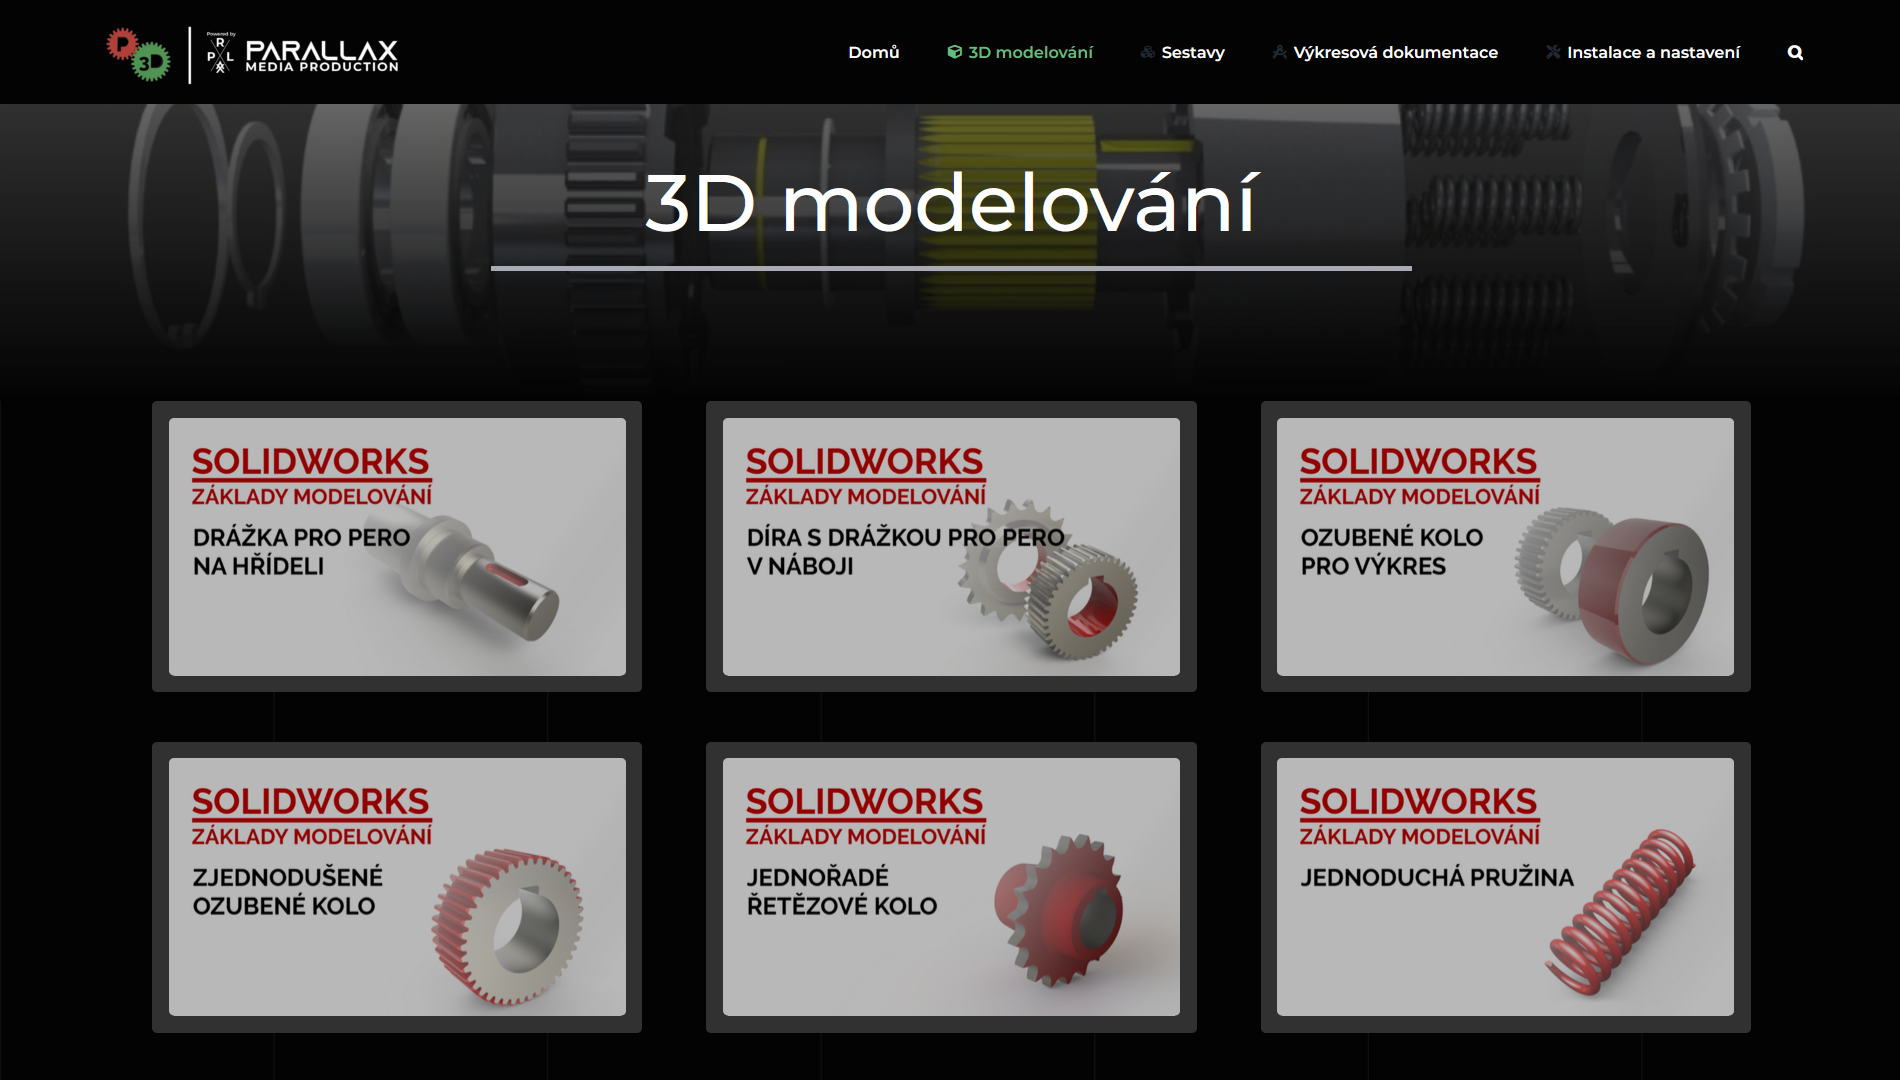 P
3D
Powered by
R
P L
X
PARALLAX
MEDIA PRODUCTION
Domů
3D modelování
Sestavy
Výkresová dokumentace
Instalace a nastavení
3D modelování
SOLIDWORKS
ZÁKLADY MODELOVÁNÍ
DRÁŽKA PRO PERO
NA HŘÍDELI
SOLIDWORKS
ZÁKLADY MODELOVÁNÍ
DÍRA S DRÁŽKOU PRO PERO
V NÁBOJI
SOLIDWORKS
ZÁKLADY MODELOVÁNÍ
OZUBENÉ KOLO
PRO VÝKRES
SOLIDWORKS
ZÁKLADY MODELOVÁNÍ
ZJEDNODUŠENÉ
OZUBENÉ KOLO
SOLIDWORKS
ZÁKLADY MODELOVÁNÍ
JEDNOŘADÉ
ŘETĚZOVÉ KOLO
SOLIDWORKS
ZÁKLADY MODELOVÁNÍ
JEDNODUCHÁ PRUŽINA